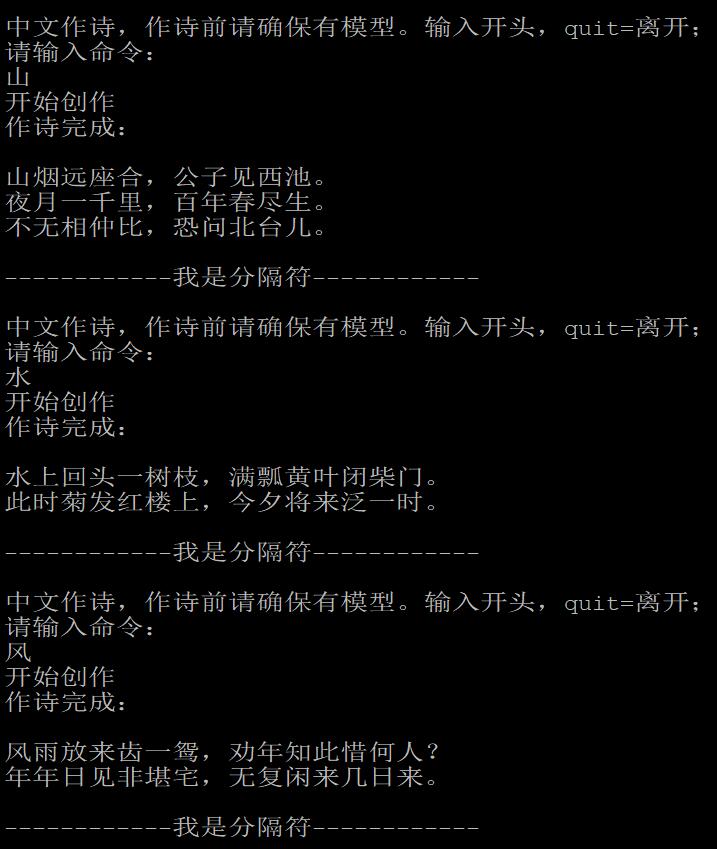 中文作诗，作诗前请确保有模型。输入开头，quit=离开；
请输入命令：
山
开始创作
作诗完成：
山烟远座合，公子见西池。
夜月一千里，百年春尽生。
不无相仲比，恐问北台儿。
------------我是分隔符------------
中文作诗，作诗前请确保有模型。输入开头，quit=离开；
请输入命令：
水
开始创作
作诗完成：
水上回头一树枝，满瓢黄叶闭柴门。
此时菊发红楼上，今夕将来泛一时。
------------我是分隔符------------
中文作诗，作诗前请确保有模型。输入开头，quit=离开；
请输入命令：
风
开始创作
作诗完成：
风雨放来齿一鸳，劝年知此惜何人？
年年日见非堪宅，无复闲来几日来。
------------我是分隔符------------